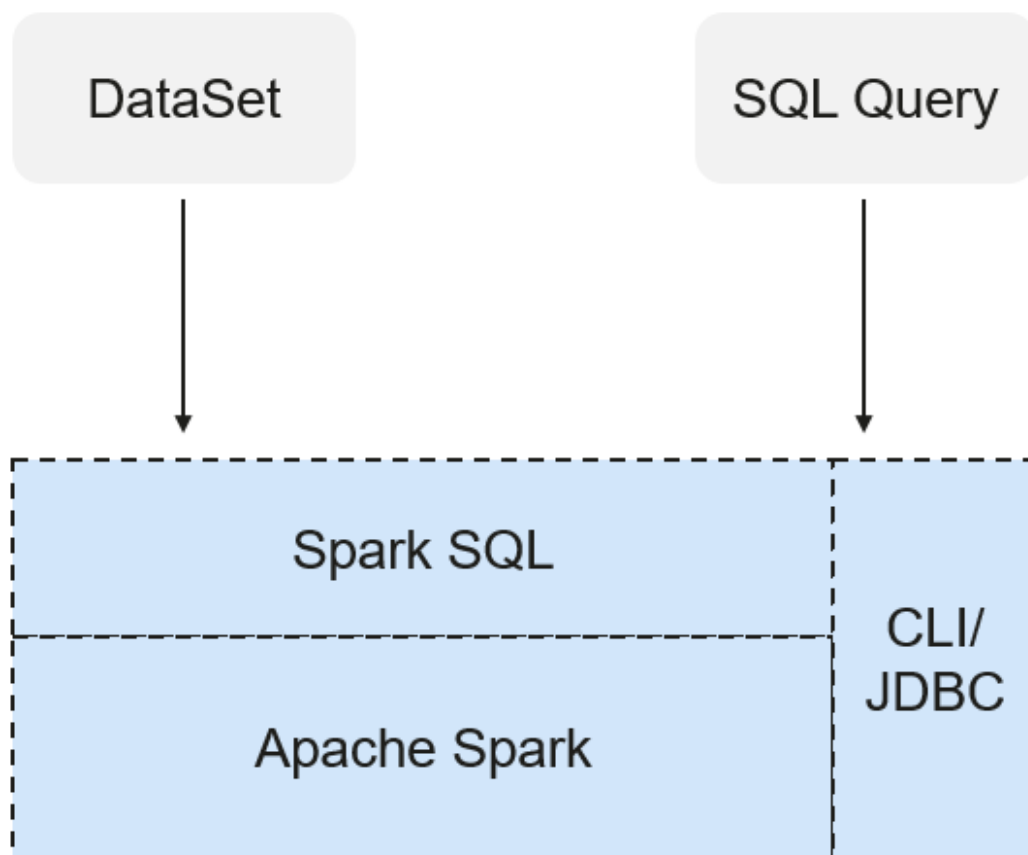 DataSet
SQL Query
Spark SQL
CLI/
JDBC
Apache Spark